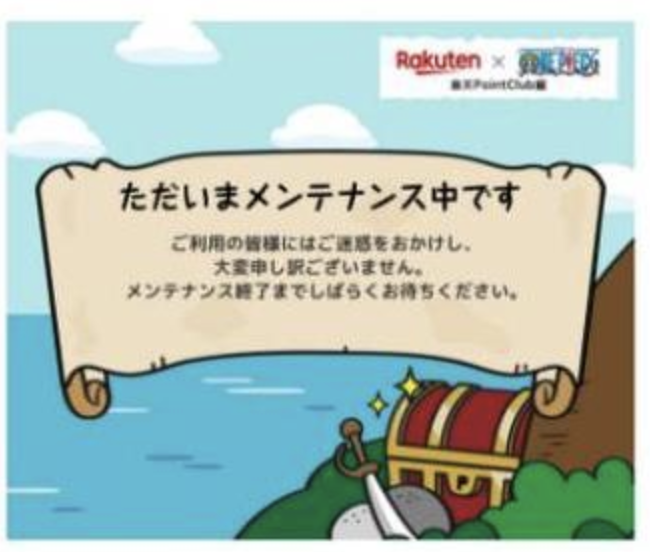 Rakuten × ONE PIECE
楽天PointClub編
ただいまメンテナンス中です
ご利用の皆様にはご迷惑をおかけし、
大変申し訳ございません。
メンテナンス終了までしばらくお待ちください。